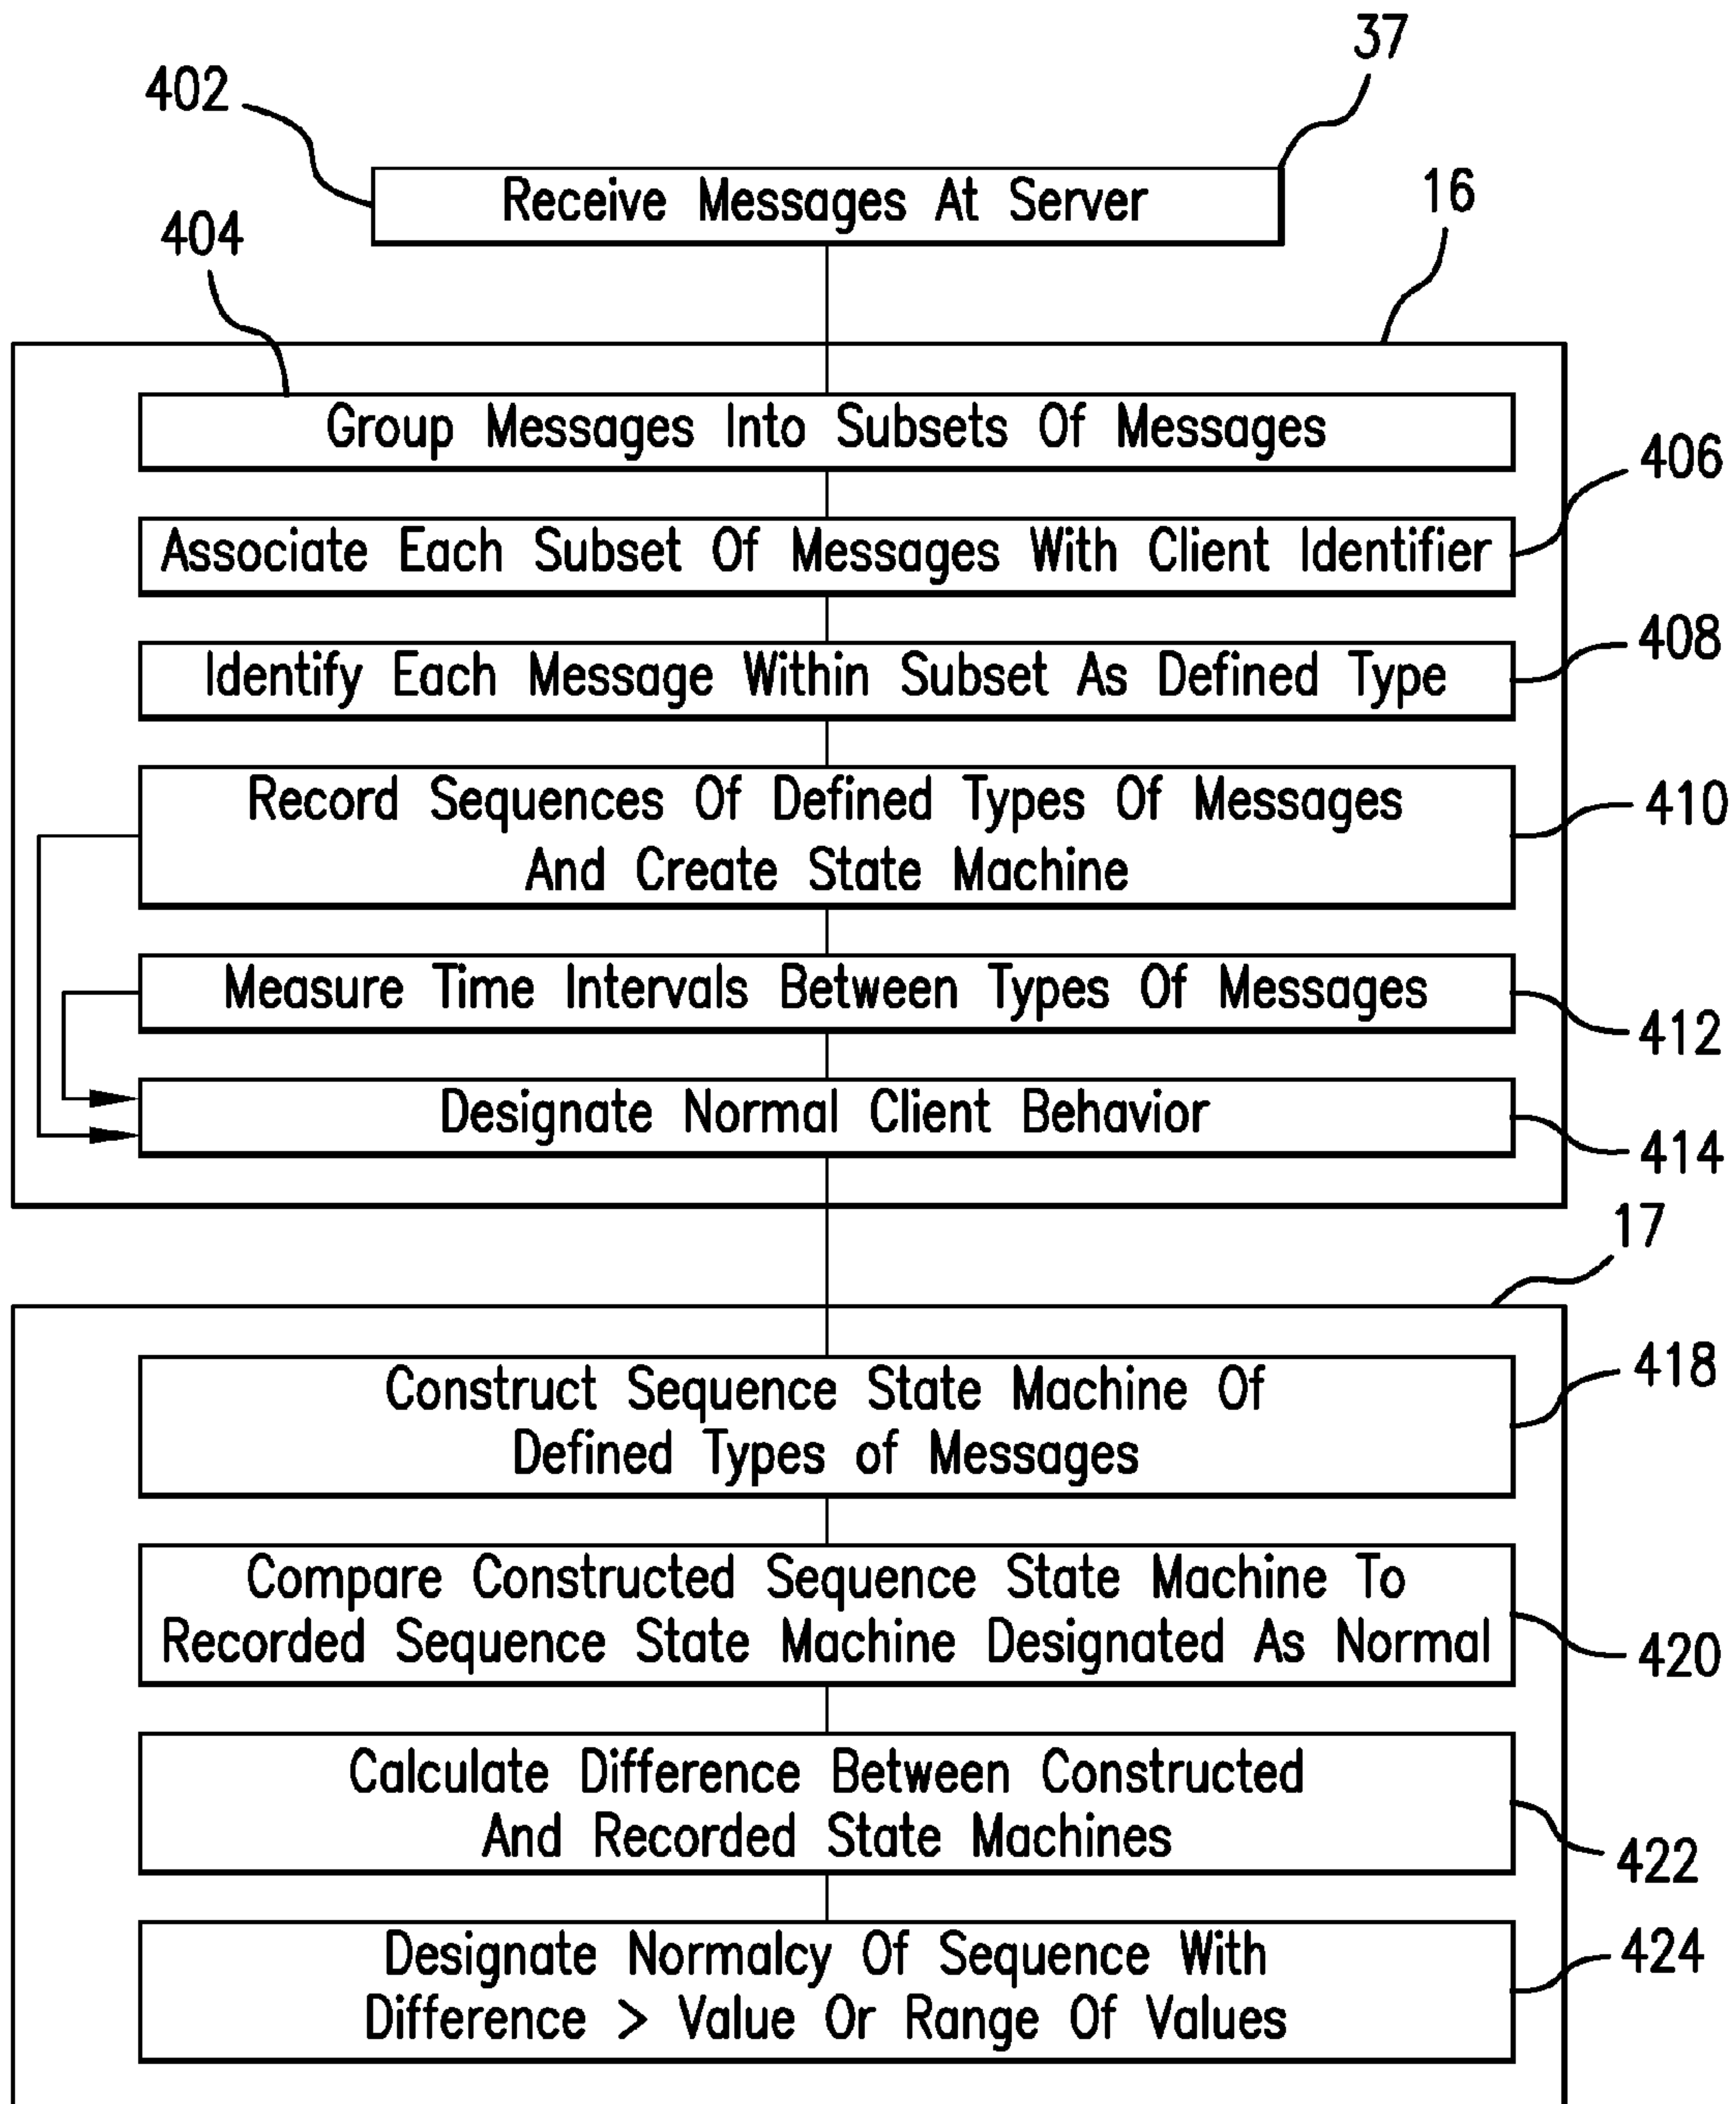 37
402
Receive Messages At Server
16
404
Group Messages Into Subsets Of Messages
406
Associate Each Subset Of Messages With Client Identifier
408
Identify Each Message Within Subset As Defined Type
Record Sequences Of Defined Types Of Messages
And Create State Machine
410
Measure Time Intervals Between Types Of Messages
412
Designate Normal Client Behavior
414
17
Construct Sequence State Machine Of
Defined Types of Messages
418
Compare Constructed Sequence State Machine To
Recorded Sequence State Machine Designated As Normal
420
Calculate Difference Between Constructed
And Recorded State Machines
422
Designate Normalcy Of Sequence With
Difference > Value Or Range Of Values
424